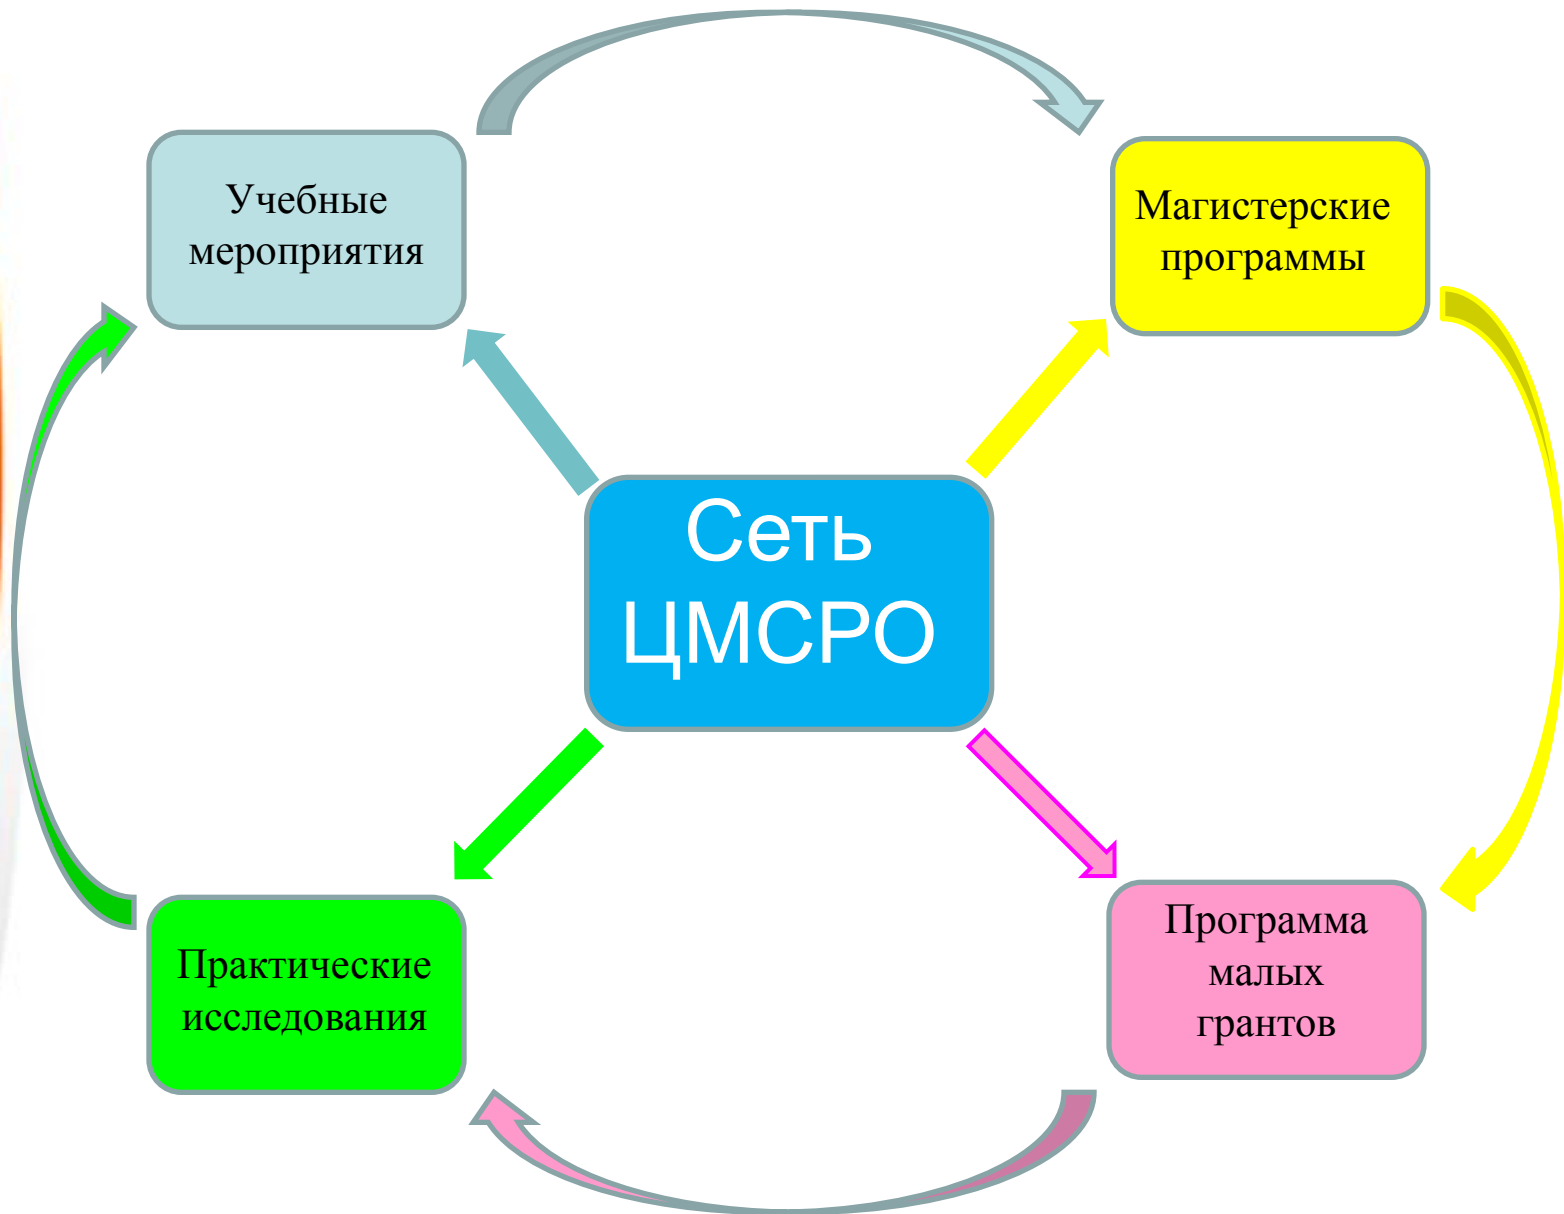 Учебные
мероприятия
Магистерские
программы
Сеть
ЦМСРО
Практические
исследования
Программа
малых
грантов